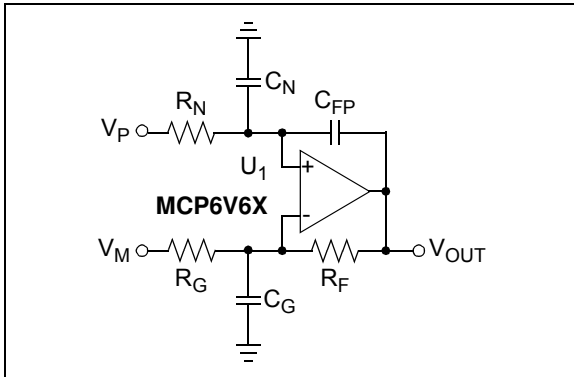 C_N
R_N
C_FP
V_P
U_1
+
MCP6V6X
-
V_M
V_OUT
R_G
R_F
C_G